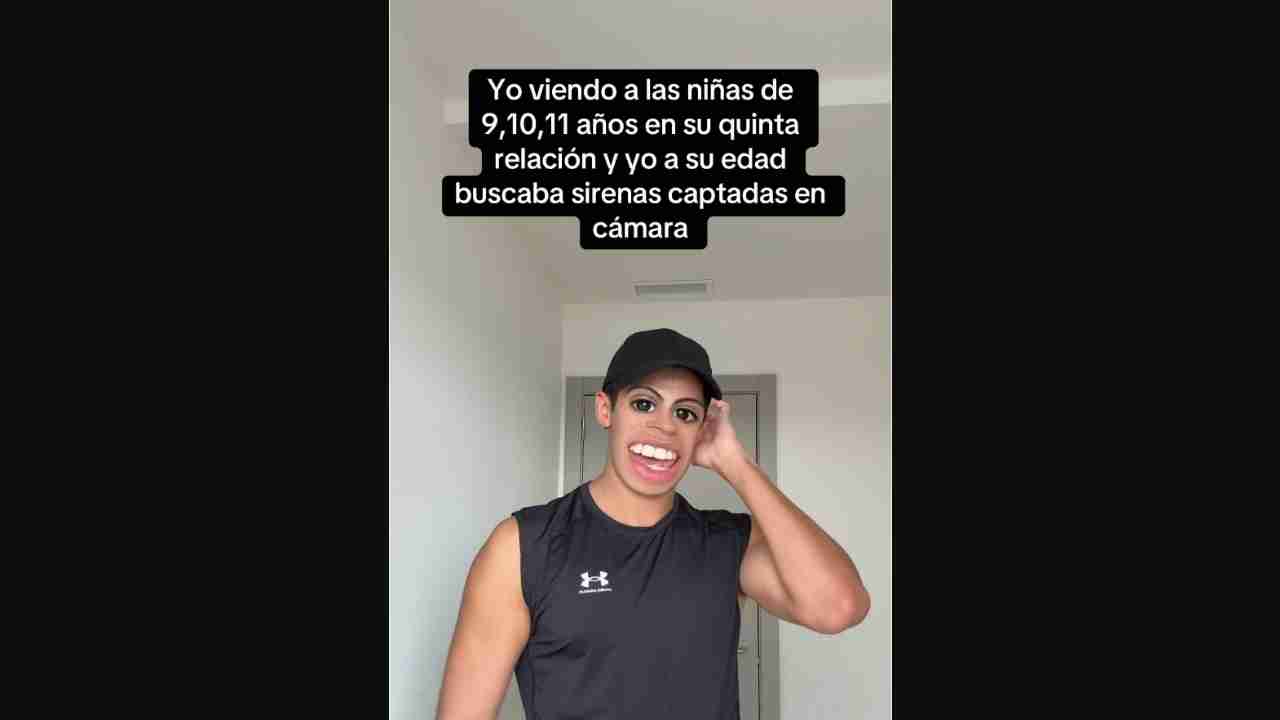 Yo viendo a las niñas de
9,10,11 años en su quinta
relación y yo a su edad
buscaba sirenas captadas en
cámara